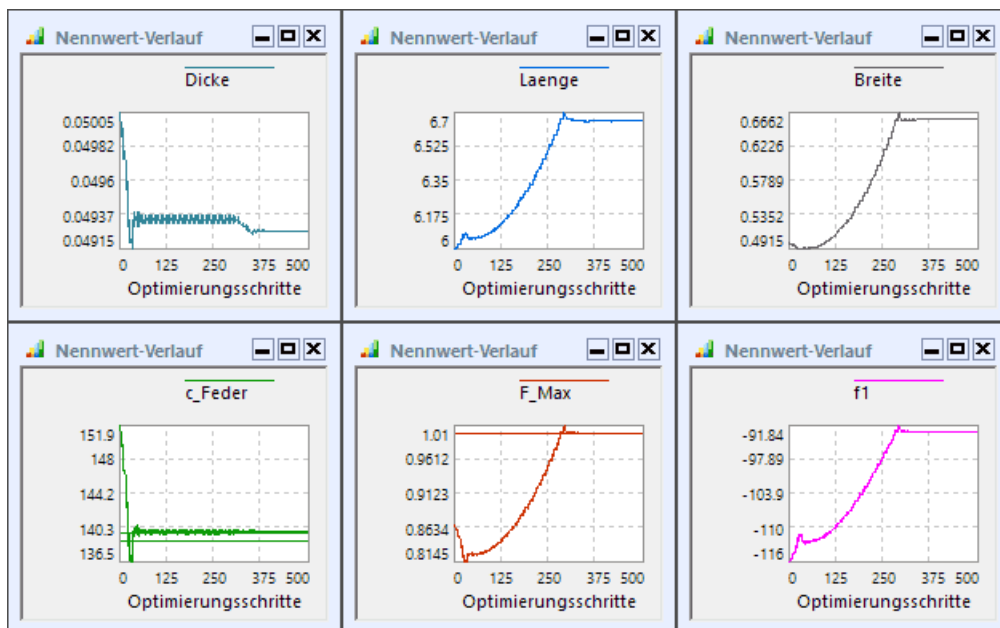 Nennwert-Verlauf
Dicke
0.05005
0.04982
0.0496
0.04937
0.04915
0 125 250 375 500
Optimierungsschritte
Nennwert-Verlauf
Laenge
6.7
6.525
6.35
6.175
6
0 125 250 375 500
Optimierungsschritte
Nennwert-Verlauf
Breite
0.6662
0.6226
0.5789
0.5352
0.4915
0 125 250 375 500
Optimierungsschritte
Nennwert-Verlauf
c_Feder
151.9
148
144.2
140.3
136.5
0 125 250 375 500
Optimierungsschritte
Nennwert-Verlauf
F_Max
1.01
0.9612
0.9123
0.8634
0.8145
0 125 250 375 500
Optimierungsschritte
Nennwert-Verlauf
f1
-91.84
-97.89
-103.9
-110
-116
0 125 250 375 500
Optimierungsschritte